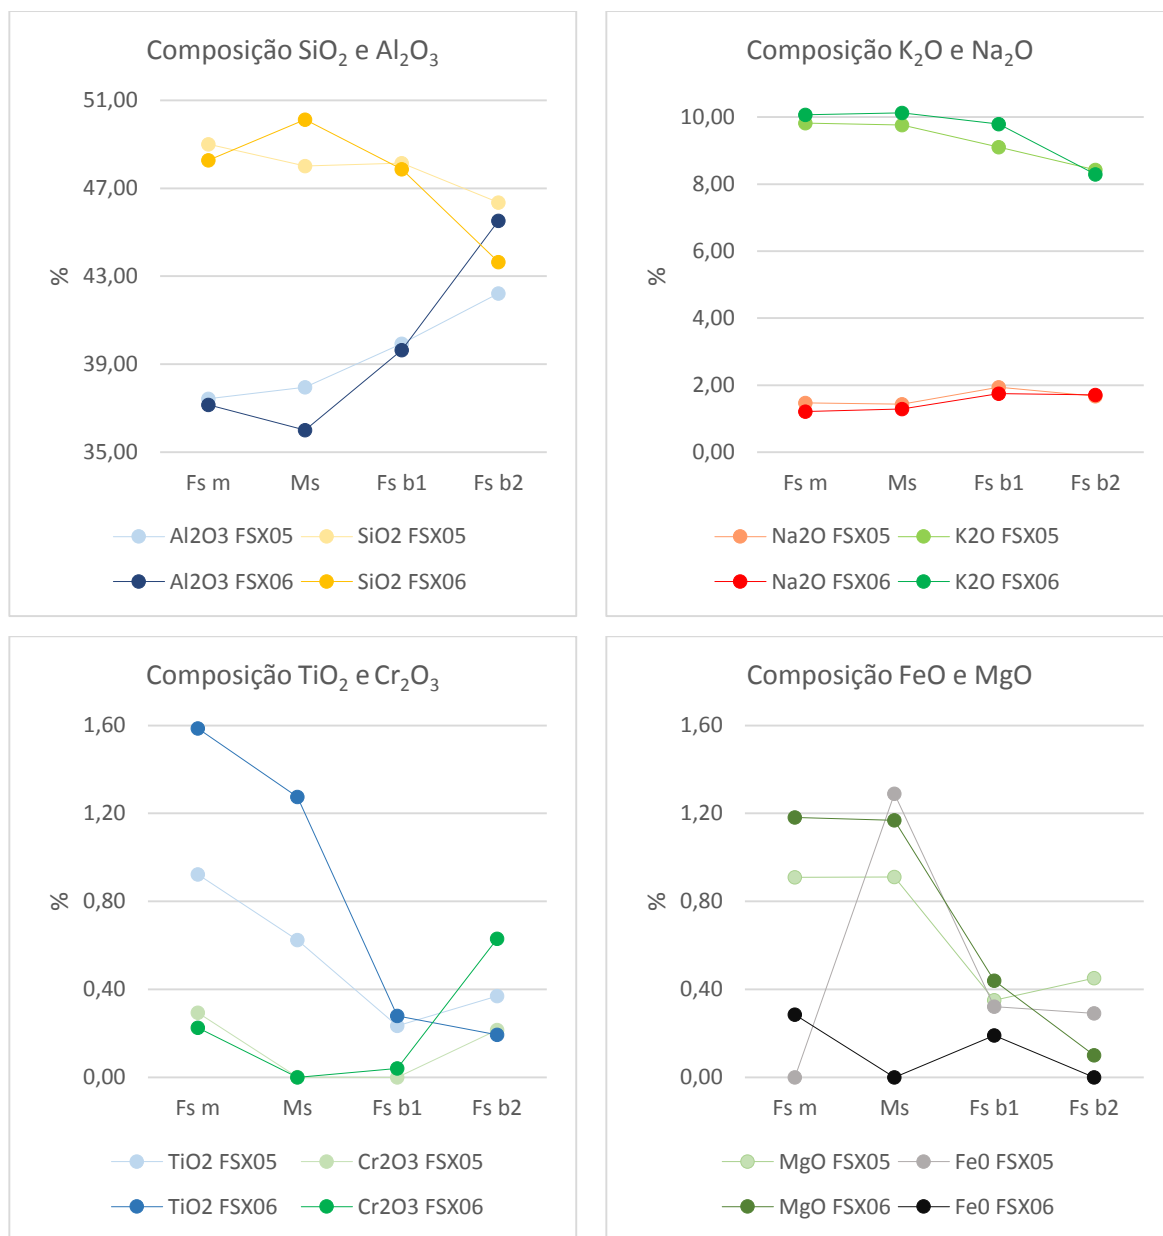 Composição SiO₂ e Al₂O₃
51,00
47,00
43,00
39,00
35,00
%
Fs m Ms Fs b1 Fs b2
Al2O3 FSX05 SiO2 FSX05
Al2O3 FSX06 SiO2 FSX06
Composição K₂O e Na₂O
10,00
8,00
6,00
4,00
2,00
0,00
%
Fs m Ms Fs b1 Fs b2
Na2O FSX05 K2O FSX05
Na2O FSX06 K2O FSX06
Composição TiO₂ e Cr₂O₃
1,60
1,20
0,80
0,40
0,00
%
Fs m Ms Fs b1 Fs b2
TiO2 FSX05 Cr2O3 FSX05
TiO2 FSX06 Cr2O3 FSX06
Composição FeO e MgO
1,60
1,20
0,80
0,40
0,00
%
Fs m Ms Fs b1 Fs b2
MgO FSX05 Fe0 FSX05
MgO FSX06 Fe0 FSX06